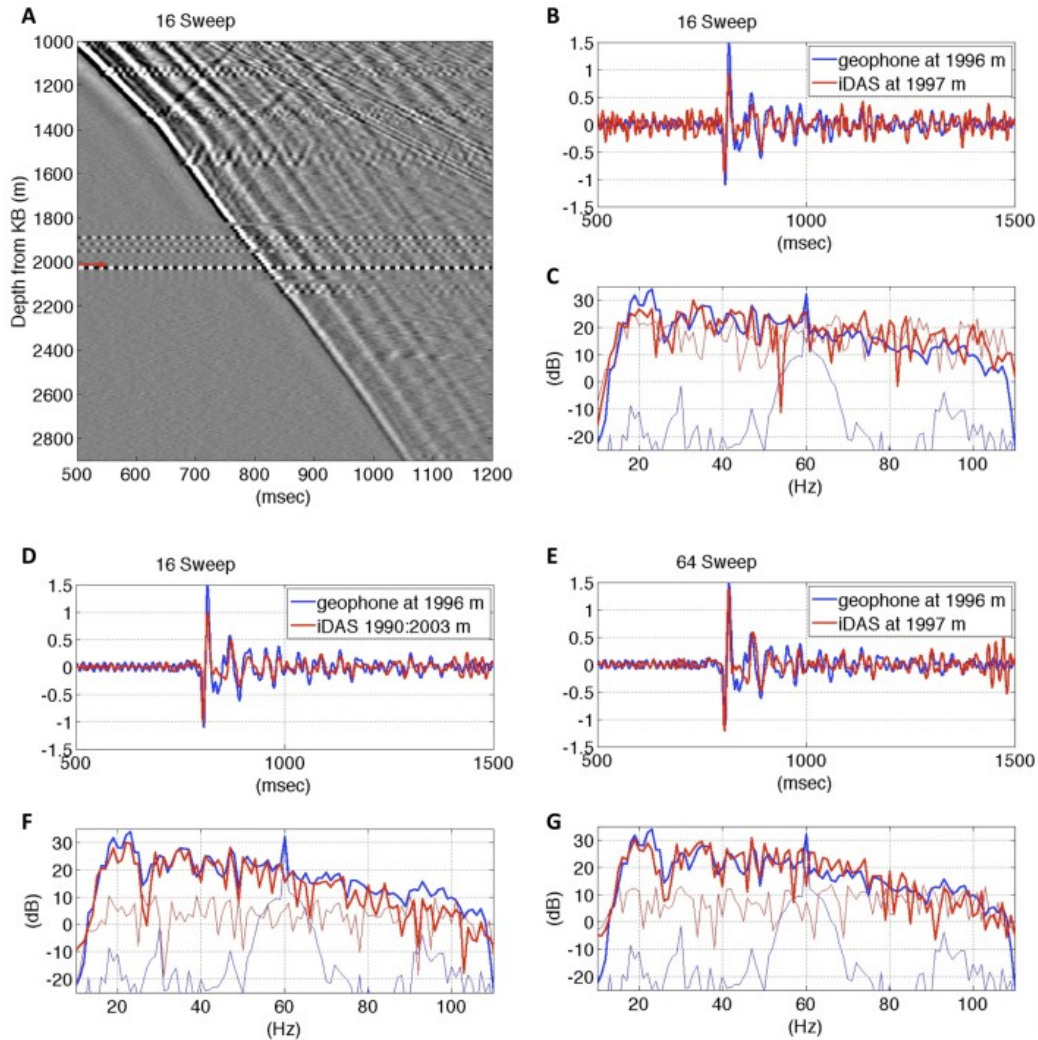 A
16 Sweep
1000
1200
1400
1600
1800
2000
2200
2400
2600
2800
Depth from KB (m)
500 600 700 800 900 1000 1100 1200
(msec)
B
16 Sweep
1.5
1
0.5
0
-0.5
-1
-1.5
geophone at 1996 m
iDAS at 1997 m
500 1000 1500
(msec)
C
30
20
10
0
-10
-20
(dB)
20 40 60 80 100
(Hz)
D
16 Sweep
1.5
1
0.5
0
-0.5
-1
-1.5
geophone at 1996 m
iDAS 1990:2003 m
500 1000 1500
(msec)
E
64 Sweep
1.5
1
0.5
0
-0.5
-1
-1.5
geophone at 1996 m
iDAS at 1997 m
500 1000 1500
(msec)
F
30
20
10
0
-10
-20
(dB)
20 40 60 80 100
(Hz)
G
30
20
10
0
-10
-20
(dB)
20 40 60 80 100
(Hz)